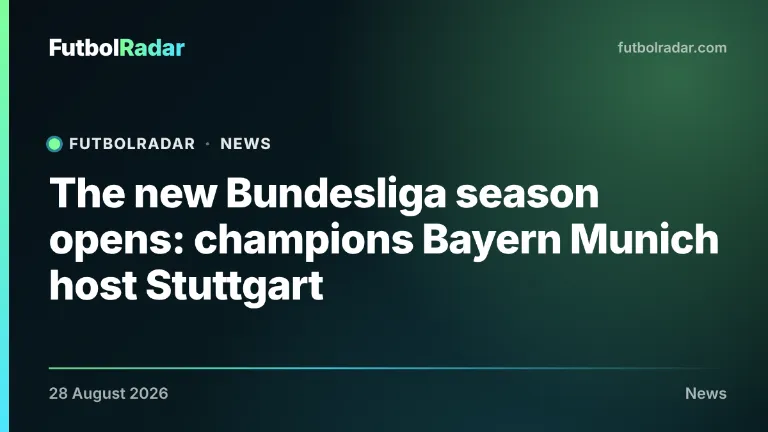 FutbolRadar
futbolradar.com
FUTBOLRADAR · NEWS
The new Bundesliga season
opens: champions Bayern Munich
host Stuttgart
28 August 2026
News